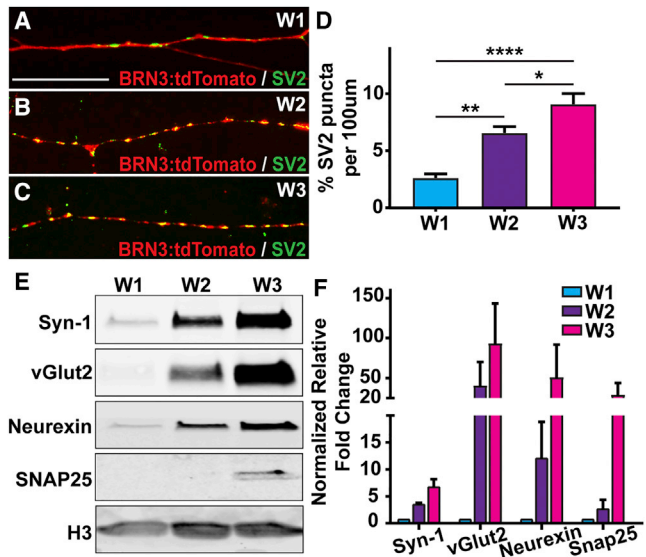 A
W1
BRN3:tdTomato / SV2
B
W2
BRN3:tdTomato / SV2
C
W3
BRN3:tdTomato / SV2
D
% SV2 puncta
per 100um
10
5
0
****
**
*
W1 W2 W3
E
W1 W2 W3
Syn-1
vGlut2
Neurexin
SNAP25
H3
F
Normalized Relative
Fold Change
150
100
50
20
15
10
5
0
W1
W2
W3
Syn-1 vGlut2 Neurexin Snap25